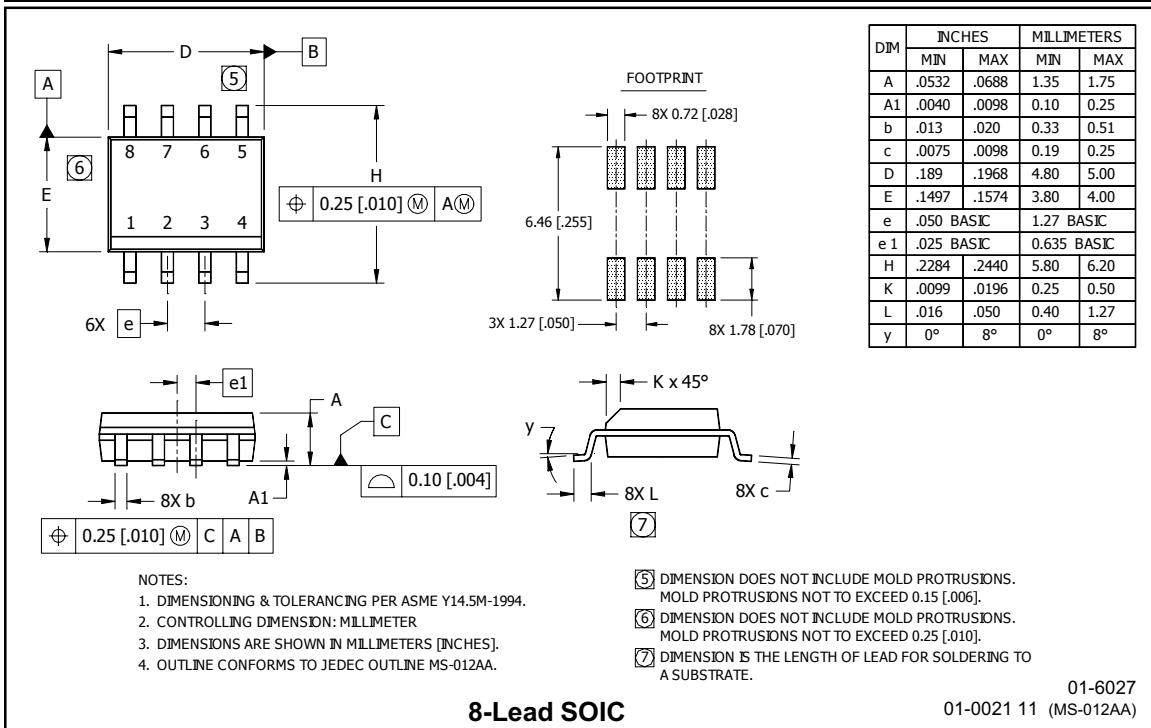 D
B
5
A
8 7 6 5
6
E
H
⌖ 0.25 [.010] Ⓜ AⓂ
1 2 3 4
6X e
FOOTPRINT
8X 0.72 [.028]
6.46 [.255]
3X 1.27 [.050]
8X 1.78 [.070]
DIM INCHES MILLIMETERS
MIN MAX MIN MAX
A .0532 .0688 1.35 1.75
A1 .0040 .0098 0.10 0.25
b .013 .020 0.33 0.51
c .0075 .0098 0.19 0.25
D .189 .1968 4.80 5.00
E .1497 .1574 3.80 4.00
e .050 BASIC 1.27 BASIC
e 1 .025 BASIC 0.635 BASIC
H .2284 .2440 5.80 6.20
K .0099 .0196 0.25 0.50
L .016 .050 0.40 1.27
y 0° 8° 0° 8°
e1
A
C
0.10 [.004]
8X b
A1
⌖ 0.25 [.010] Ⓜ C A B
K x 45°
y
8X L
8X c
7
NOTES:
1. DIMENSIONING & TOLERANCING PER ASME Y14.5M-1994.
2. CONTROLLING DIMENSION: MILLIMETER
3. DIMENSIONS ARE SHOWN IN MILLIMETERS [INCHES].
4. OUTLINE CONFORMS TO JEDEC OUTLINE MS-012AA.
5 DIMENSION DOES NOT INCLUDE MOLD PROTRUSIONS.
MOLD PROTRUSIONS NOT TO EXCEED 0.15 [.006].
6 DIMENSION DOES NOT INCLUDE MOLD PROTRUSIONS.
MOLD PROTRUSIONS NOT TO EXCEED 0.25 [.010].
7 DIMENSION IS THE LENGTH OF LEAD FOR SOLDERING TO
A SUBSTRATE.
8-Lead SOIC
01-6027
01-0021 11 (MS-012AA)